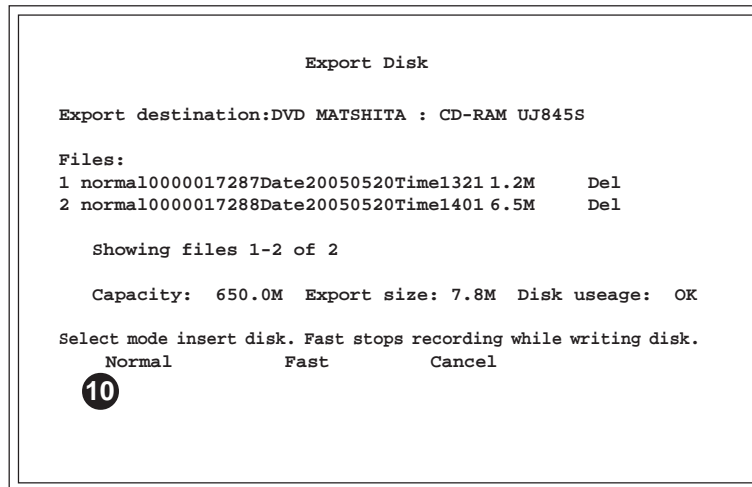 Export Disk
Export destination:DVD MATSHITA : CD-RAM UJ845S
Files:
1 normal0000017287Date20050520Time1321 1.2M Del
2 normal0000017288Date20050520Time1401 6.5M Del
Showing files 1-2 of 2
Capacity: 650.0M Export size: 7.8M Disk useage: OK
Select mode insert disk. Fast stops recording while writing disk.
Normal Fast Cancel
10